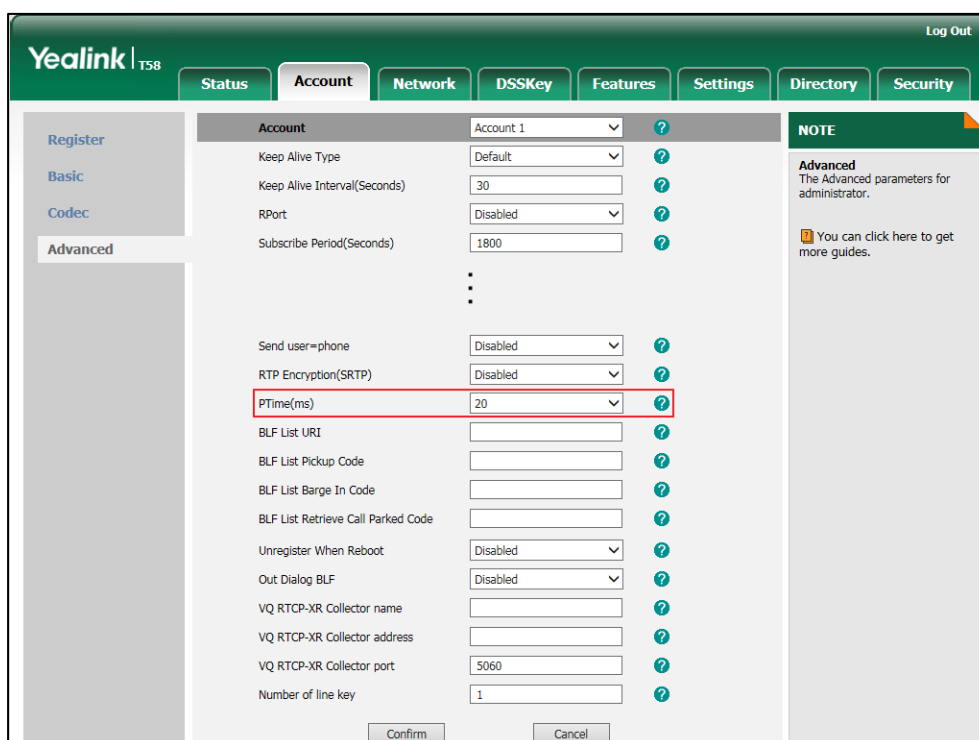 Log Out
Yealink T58
Status Account Network DSSKey Features Settings Directory Security
Register
Basic
Codec
Advanced
Account Account 1
Keep Alive Type Default
Keep Alive Interval(Seconds) 30
RPort Disabled
Subscribe Period(Seconds) 1800
Send user=phone Disabled
RTP Encryption(SRTP) Disabled
PTime(ms) 20
BLF List URI
BLF List Pickup Code
BLF List Barge In Code
BLF List Retrieve Call Parked Code
Unregister When Reboot Disabled
Out Dialog BLF Disabled
VQ RTCP-XR Collector name
VQ RTCP-XR Collector address
VQ RTCP-XR Collector port 5060
Number of line key 1
Confirm Cancel
NOTE
Advanced
The Advanced parameters for
administrator.
You can click here to get
more guides.